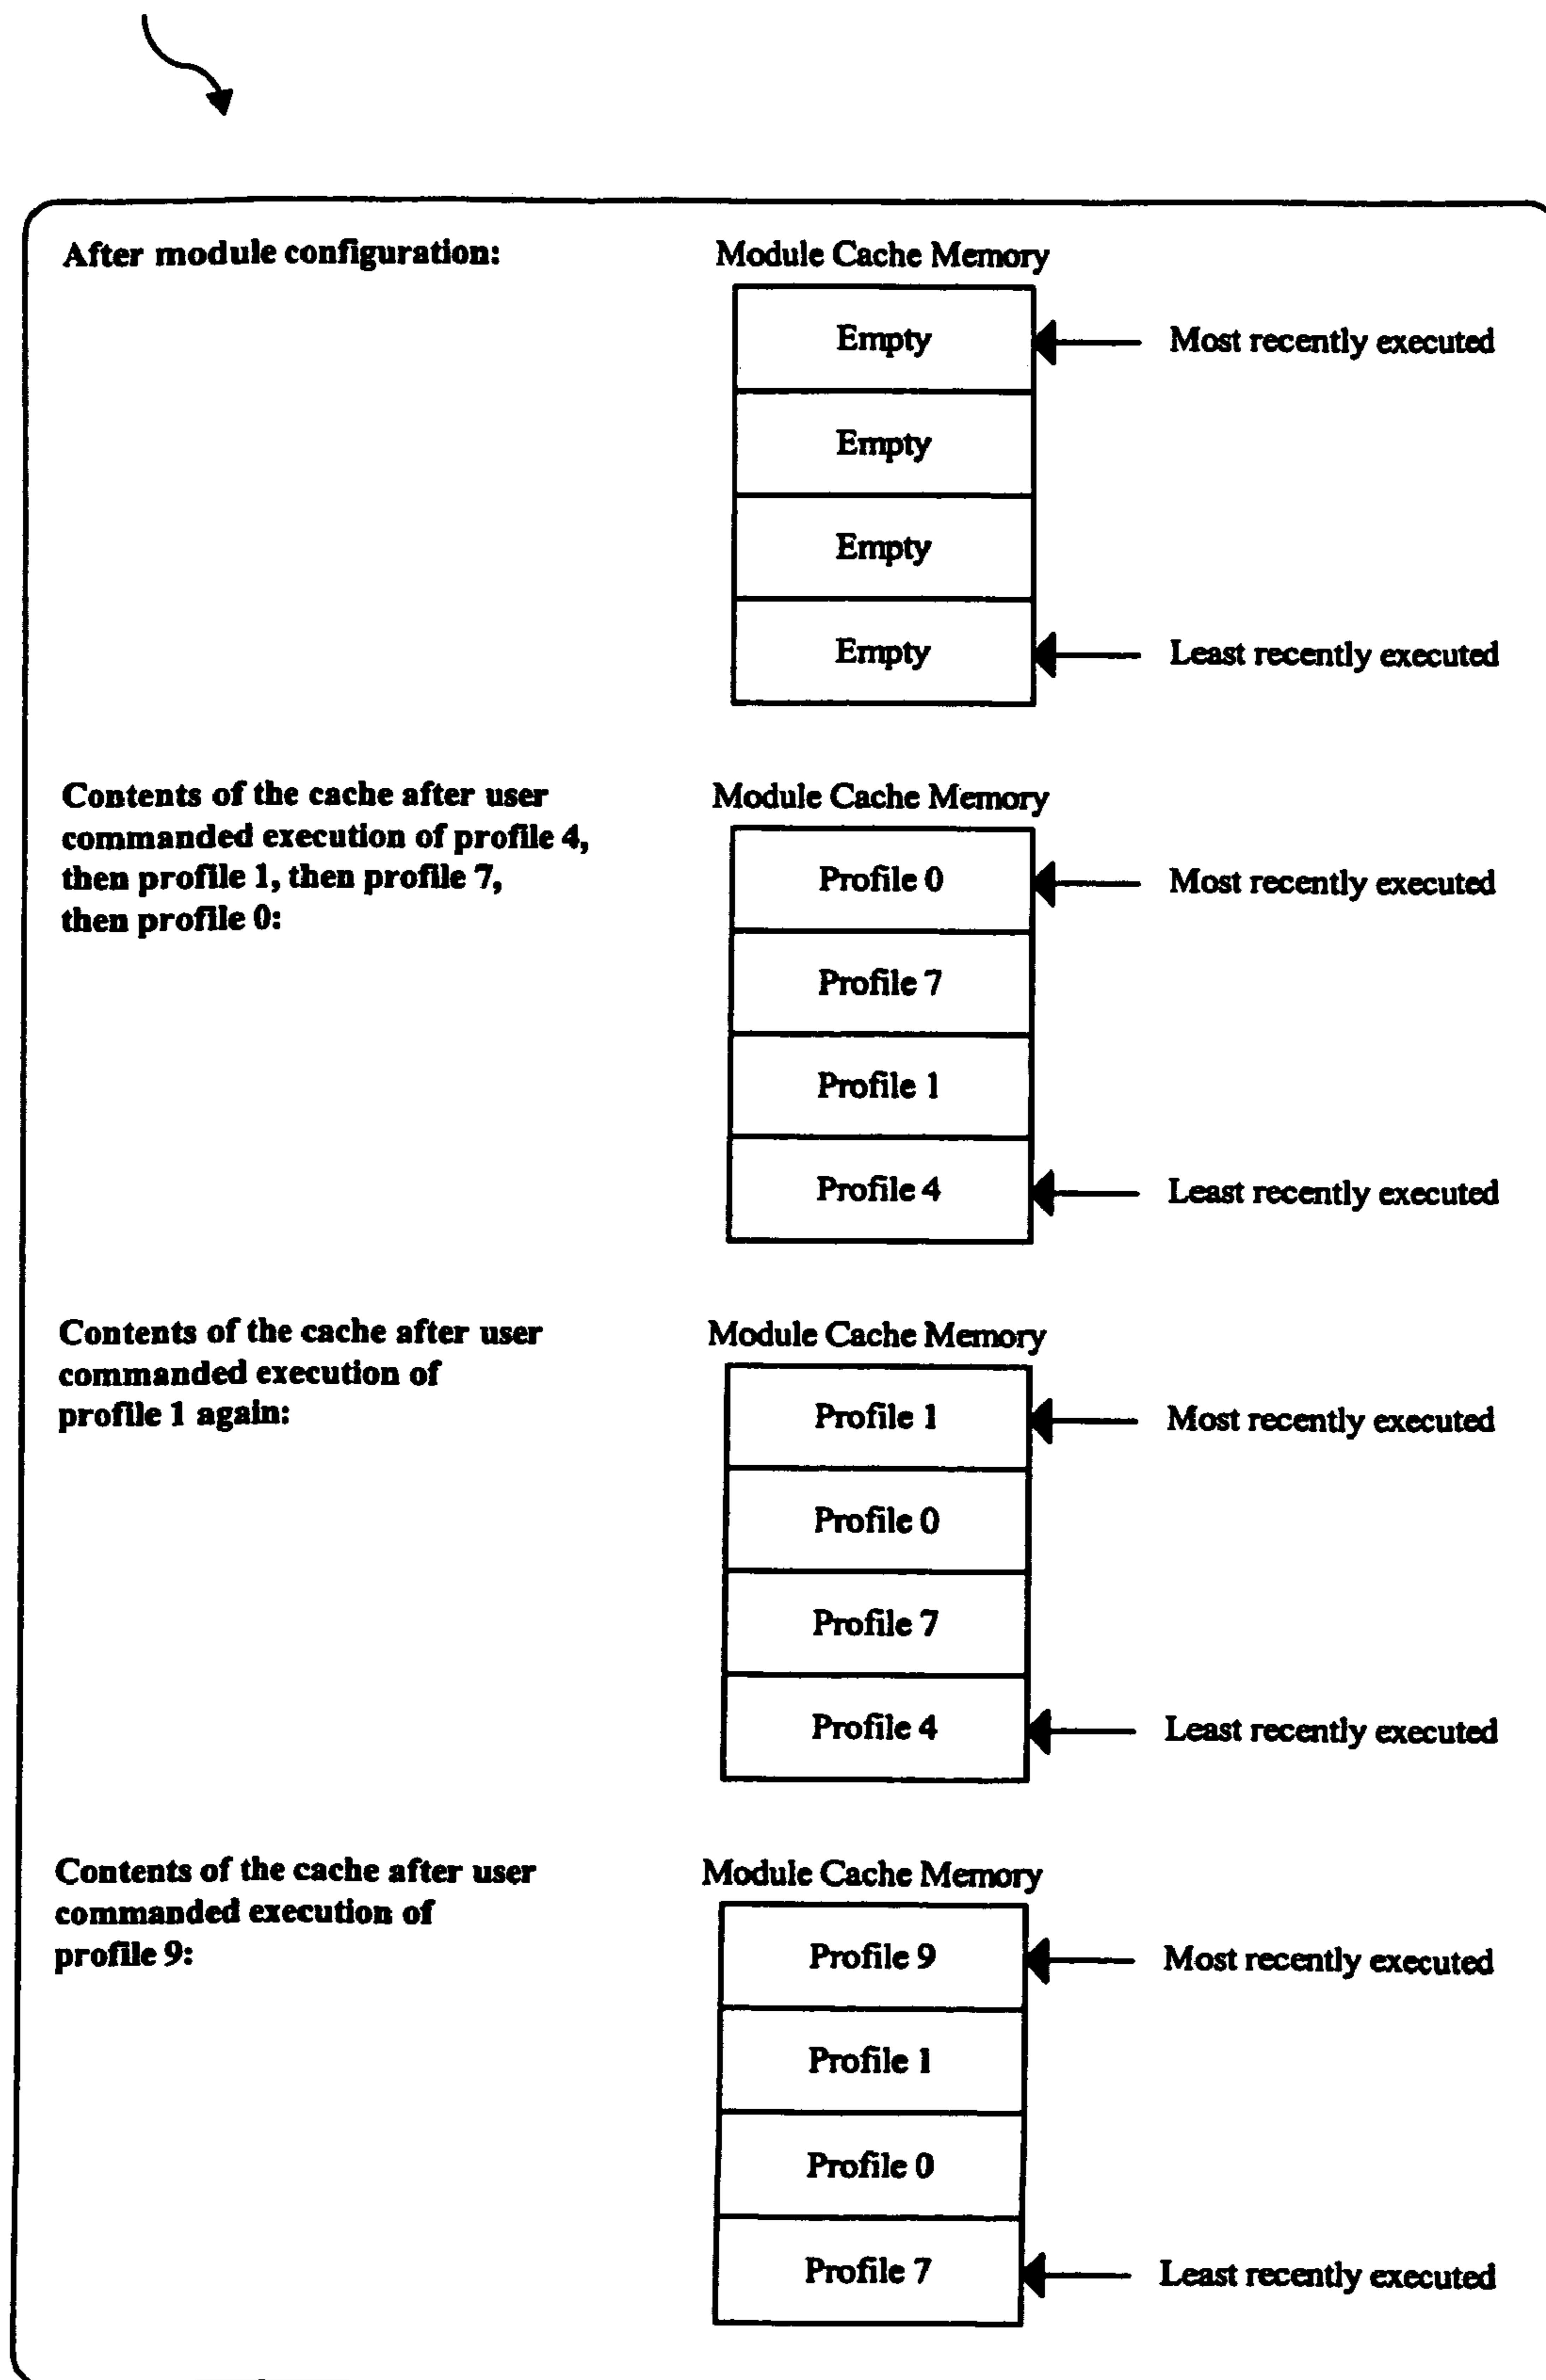 After module configuration:
Module Cache Memory
Empty
Most recently executed
Empty
Empty
Empty
Least recently executed
Contents of the cache after user
commanded execution of profile 4,
then profile 1, then profile 7,
then profile 0:
Module Cache Memory
Profile 0
Most recently executed
Profile 7
Profile 1
Profile 4
Least recently executed
Contents of the cache after user
commanded execution of
profile 1 again:
Module Cache Memory
Profile 1
Most recently executed
Profile 0
Profile 7
Profile 4
Least recently executed
Contents of the cache after user
commanded execution of
profile 9:
Module Cache Memory
Profile 9
Most recently executed
Profile 1
Profile 0
Profile 7
Least recently executed